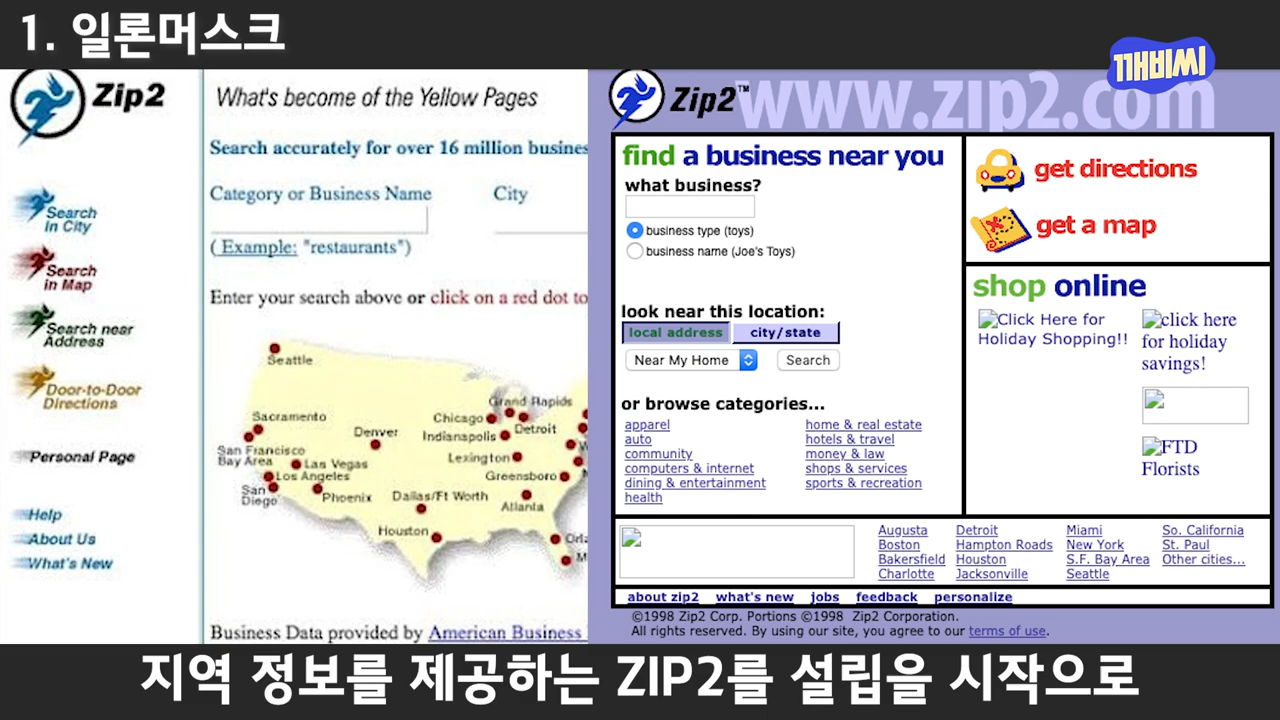 1. 일론머스크
Zip2
What's become of the Yellow Pages
Search accurately for over 16 million busines
Category or Business Name City
( Example: "restaurants")
Enter your search above or click on a red dot to
Search in City
Search in Map
Search near Address
Door-to-Door Directions
Personal Page
Help
About Us
What's New
Seattle
Sacramento
San Francisco Bay Area
Las Vegas
Los Angeles
San Diego
Phoenix
Denver
Dallas/Ft Worth
Houston
Chicago
Grand Rapids
Detroit
Indianapolis
Lexington
Greensboro
Atlanta
Business Data provided by American Business
Zip2™
www.zip2.com
find a business near you
what business?
business type (toys)
business name (Joe's Toys)
look near this location:
local address city/state
Near My Home Search
or browse categories...
apparel
auto
community
computers & internet
dining & entertainment
health
home & real estate
hotels & travel
money & law
shops & services
sports & recreation
get directions
get a map
shop online
Click Here for
Holiday Shopping!!
click here
for holiday
savings!
FTD
Florists
Augusta Detroit Miami So. California
Boston Hampton Roads New York St. Paul
Bakersfield Houston S.F. Bay Area Other cities...
Charlotte Jacksonville Seattle
about zip2 what's new jobs feedback personalize
©1998 Zip2 Corp. Portions ©1998 Zip2 Corporation.
All rights reserved. By using our site, you agree to our terms of use.
지역 정보를 제공하는 ZIP2를 설립을 시작으로